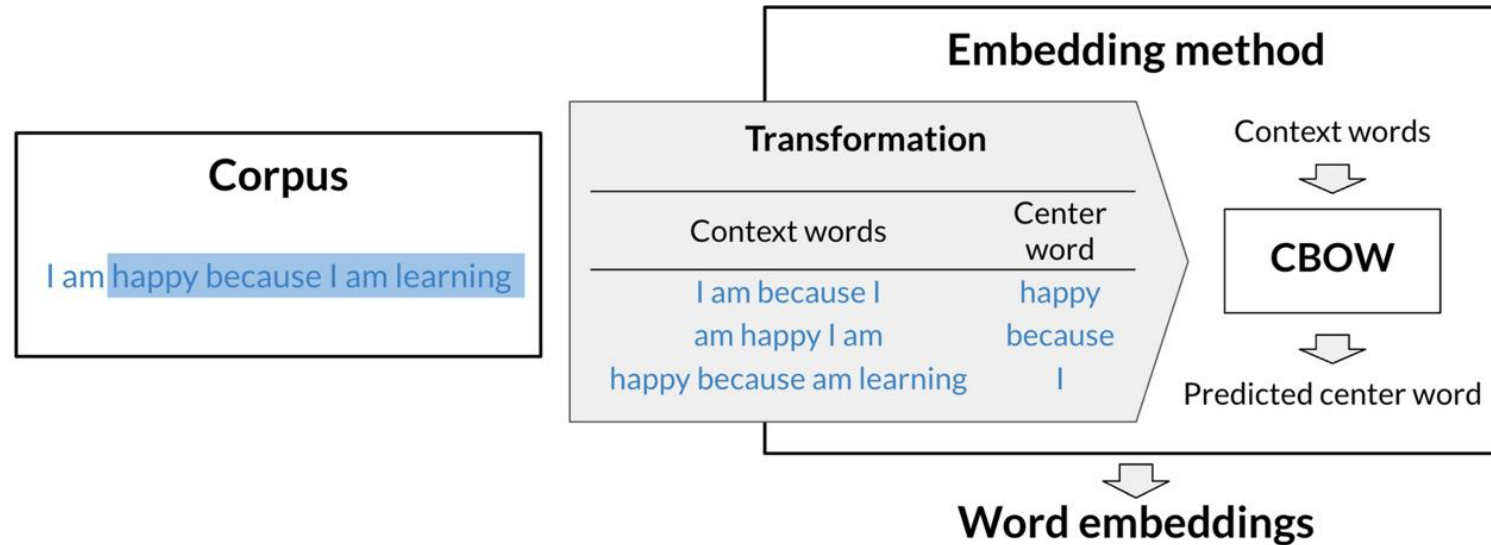 Embedding method
Corpus
I am happy because I am learning
Transformation
Context words
Center
word
I am because I
happy
am happy I am
because
happy because am learning
I
Context words
CBOW
Predicted center word
Word embeddings